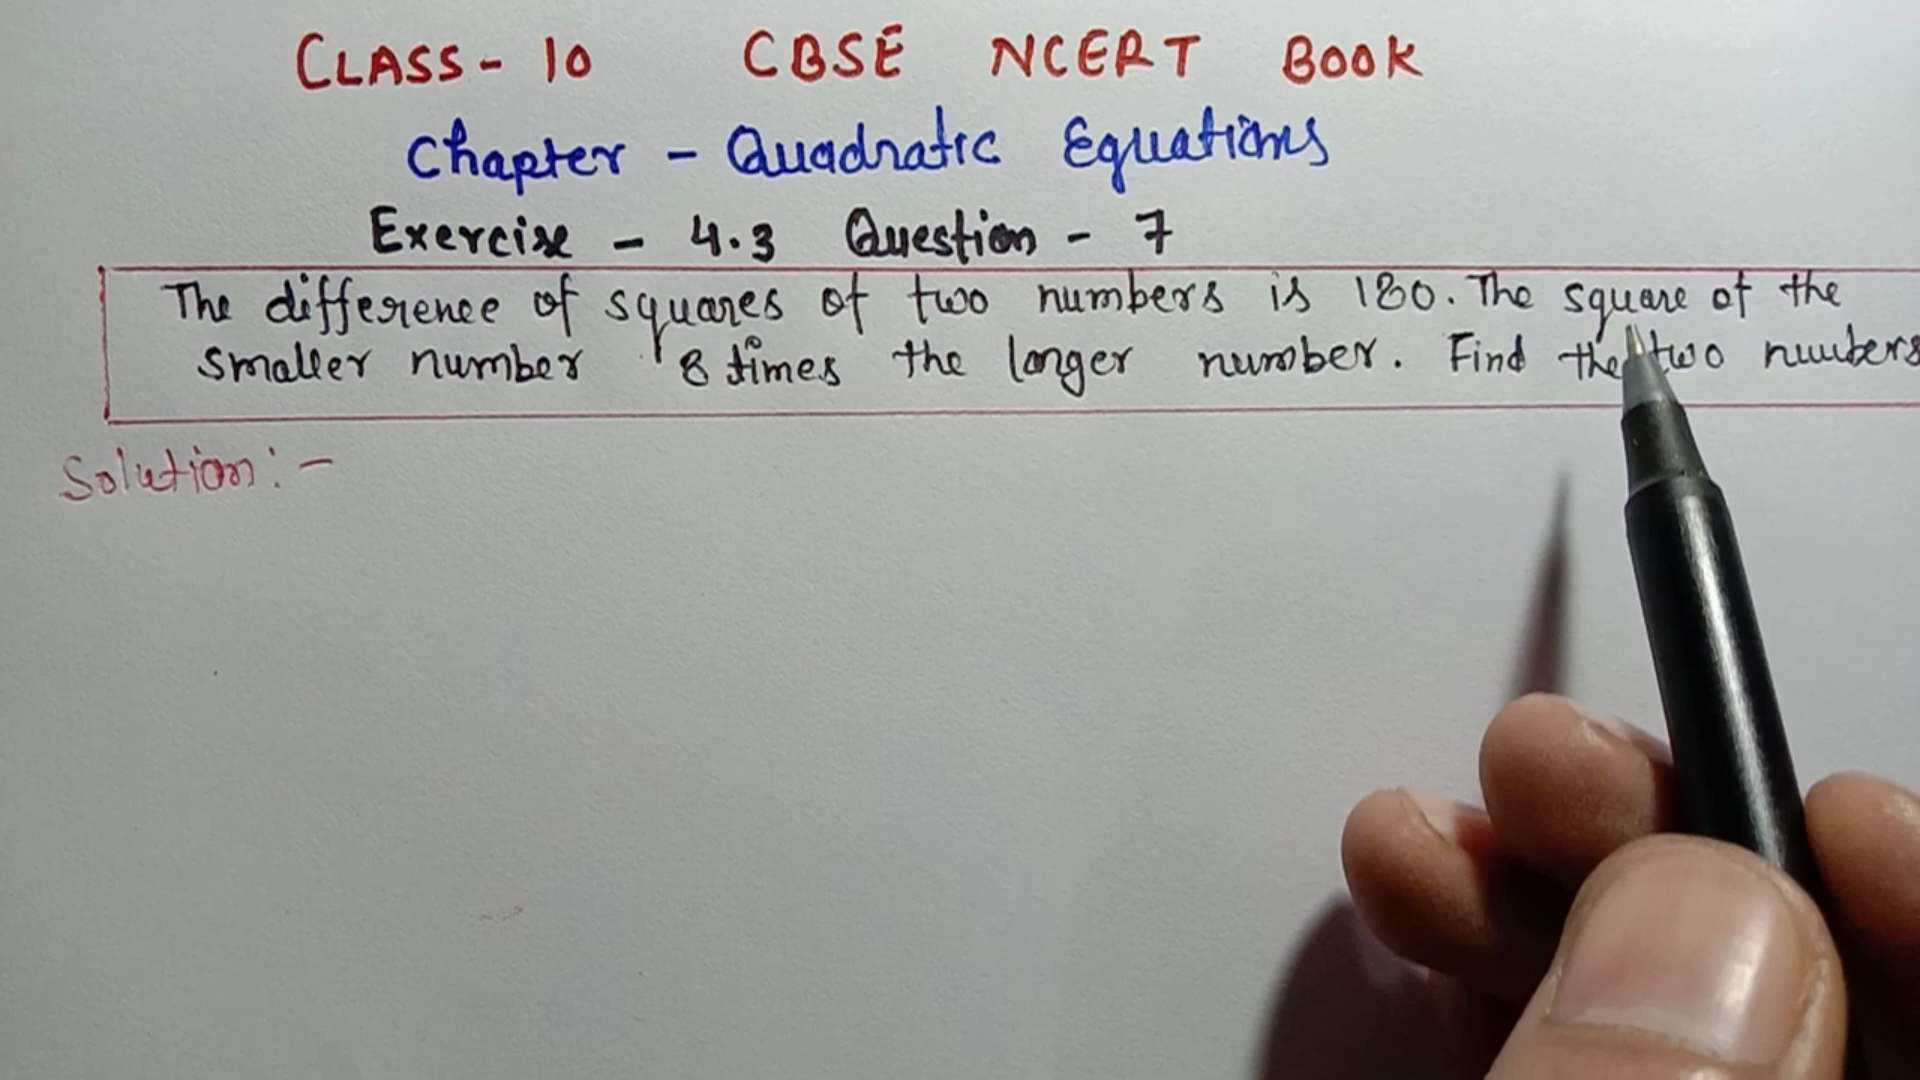 CLASS - 10 CBSE NCERT BOOK
Chapter - Quadratic Equations
Exercise - 4.3 Question - 7
The difference of squares of two numbers is 180. The square of the
smaller number 8 times the larger number. Find the two numbers
Solution:-